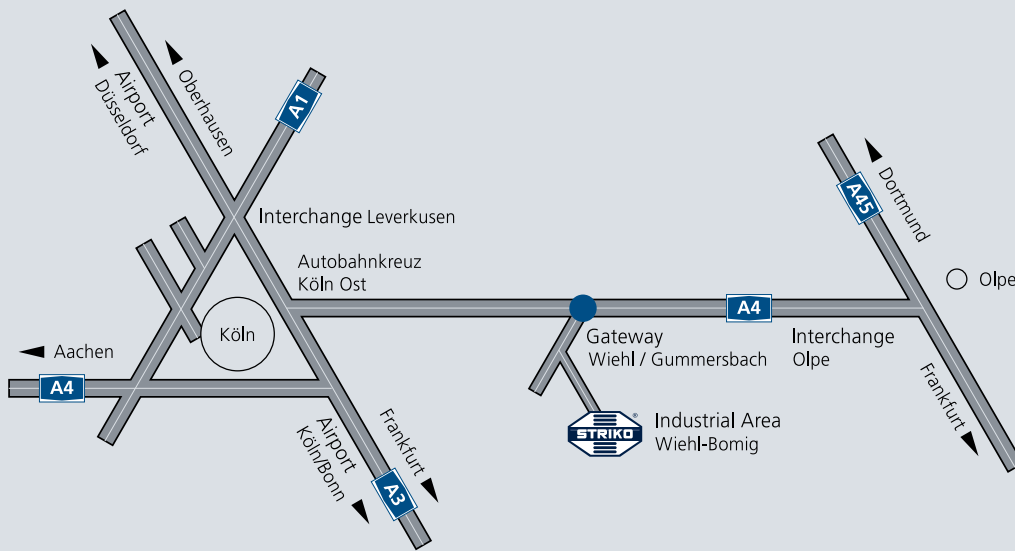 Airport
Düsseldorf
Oberhausen
A1
Interchange Leverkusen
Autobahnkreuz
Köln Ost
A45
Dortmund
Olpe
Köln
Aachen
A4
A4
Gateway
Wiehl / Gummersbach
Interchange
Olpe
Frankfurt
STRIKO®
Industrial Area
Wiehl-Bomig
Airport
Köln/Bonn
Frankfurt
A3